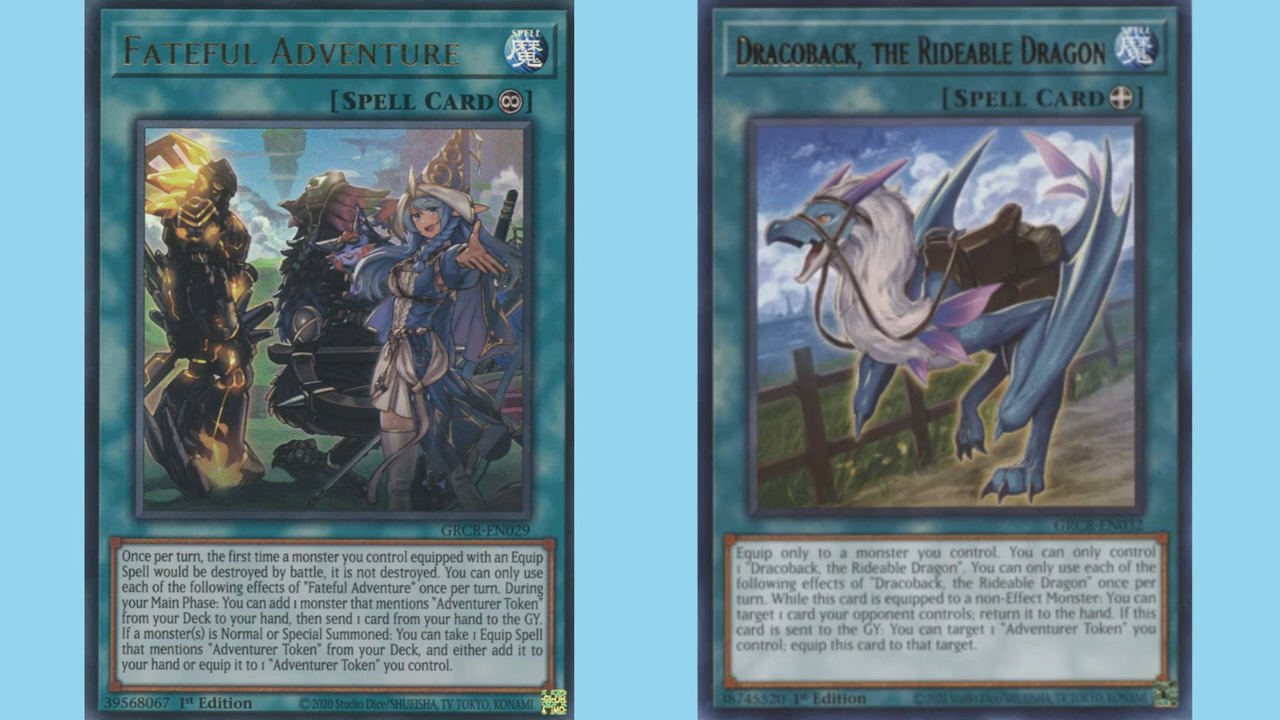 FATEFUL ADVENTURE
SPELL
魔
[SPELL CARD ♾]
GRCR-EN029
Once per turn, the first time a monster you control equipped with an Equip
Spell would be destroyed by battle, it is not destroyed. You can only use
each of the following effects of "Fateful Adventure" once per turn. During
your Main Phase: You can add 1 monster that mentions "Adventurer Token"
from your Deck to your hand, then send 1 card from your hand to the GY.
If a monster(s) is Normal or Special Summoned: You can take 1 Equip Spell
that mentions "Adventurer Token" from your Deck, and either add it to
your hand or equip it to 1 "Adventurer Token" you control.
39568067 1st Edition ©2020 Studio Dice/SHUEISHA, TV TOKYO, KONAMI
DRACOBACK, THE RIDEABLE DRAGON
SPELL
魔
[SPELL CARD ]
GRCR-EN032
Equip only to a monster you control. You can only control
1 "Dracoback, the Rideable Dragon". You can only use each of the
following effects of "Dracoback, the Rideable Dragon" once per
turn. While this card is equipped to a non-Effect Monster: You can
target 1 card your opponent controls; return it to the hand. If this
card is sent to the GY: You can target 1 "Adventurer Token" you
control; equip this card to that target.
38745520 1st Edition ©2020 Studio Dice/SHUEISHA, TV TOKYO, KONAMI